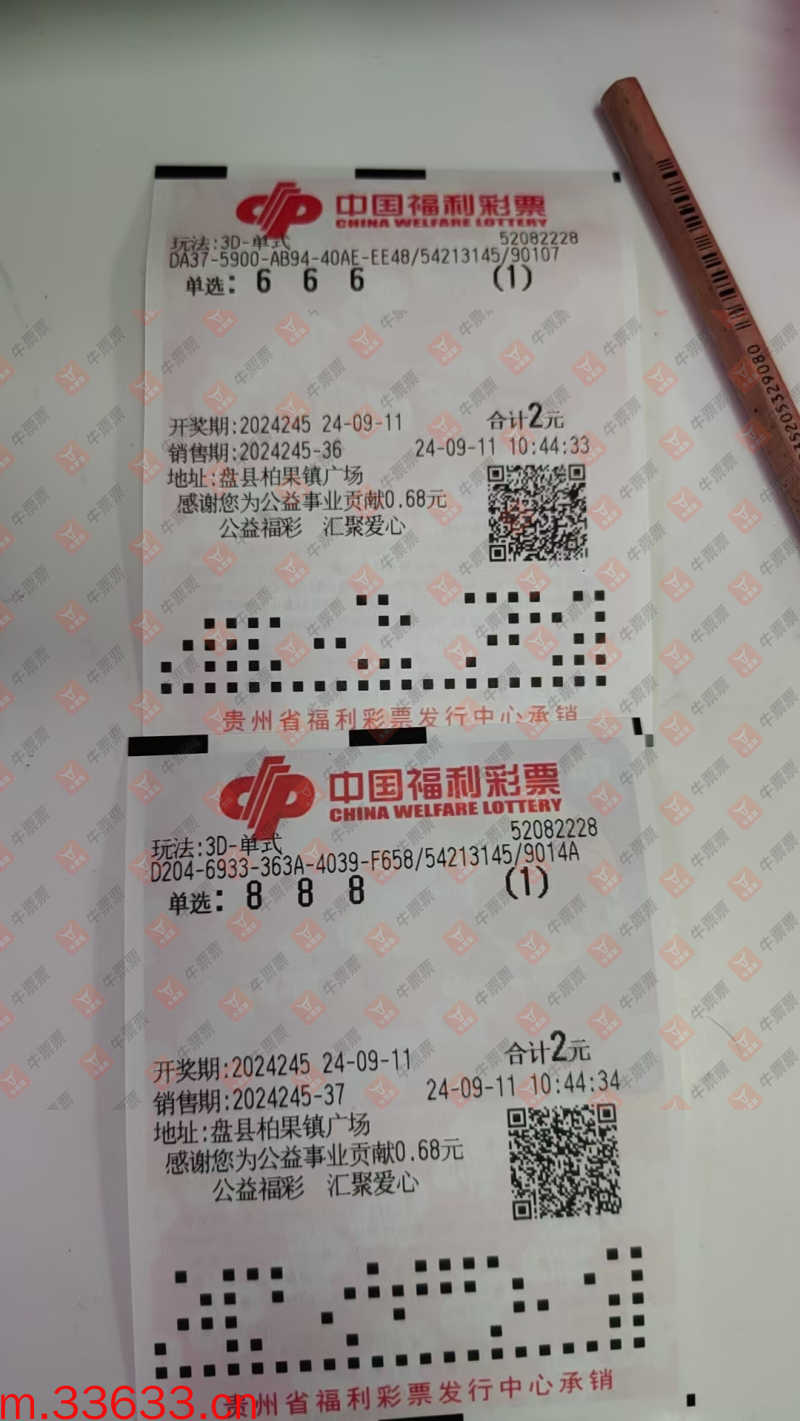 中国福利彩票
CHINA WELFARE LOTTERY
玩法:3D-单式 52082228
DA37-5900-AB94-40AE-EE48/54213145/90107
单选: 6 6 6 (1)
开奖期:2024245 24-09-11 合计2元
销售期:2024245-36 24-09-11 10:44:33
地址:盘县柏果镇广场
感谢您为公益事业贡献0.68元
公益福彩 汇聚爱心
贵州省福利彩票发行中心承销
中国福利彩票
CHINA WELFARE LOTTERY
玩法:3D-单式 52082228
D204-6933-363A-4039-F658/54213145/9014A
单选: 8 8 8 (1)
开奖期:2024245 24-09-11 合计2元
销售期:2024245-37 24-09-11 10:44:34
地址:盘县柏果镇广场
感谢您为公益事业贡献0.68元
公益福彩 汇聚爱心
贵州省福利彩票发行中心承销
m.33633.cn
牛票票